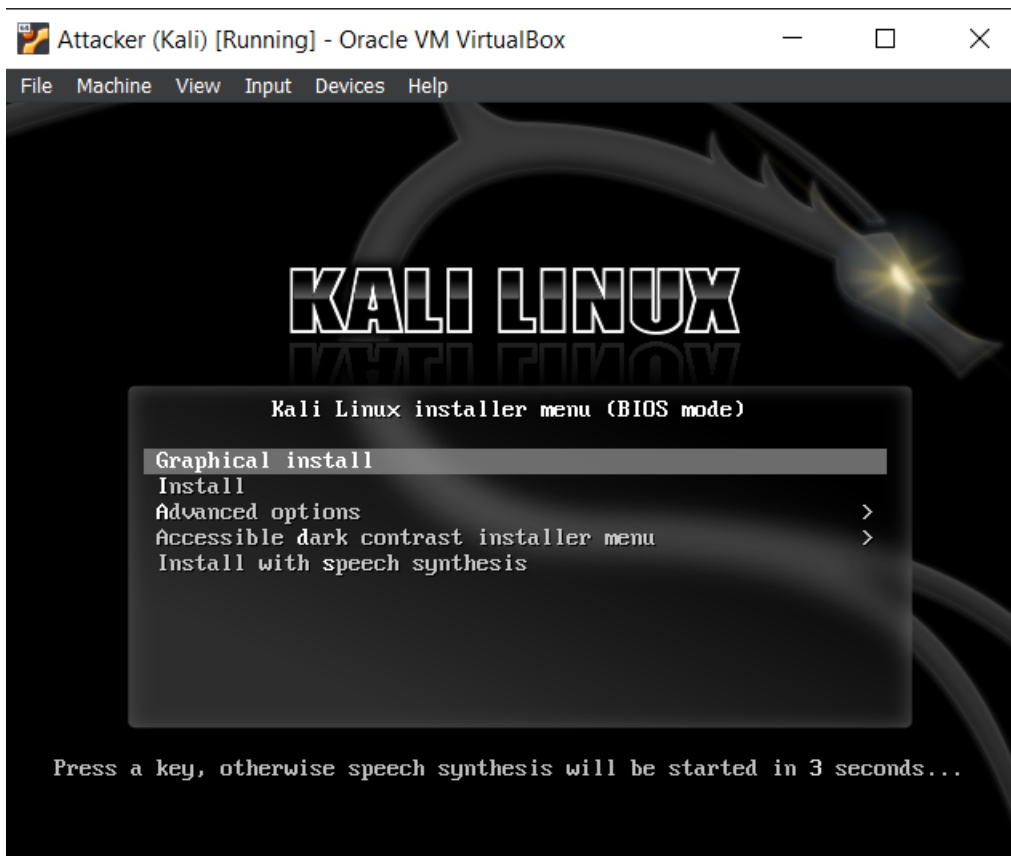 Attacker (Kali) [Running] - Oracle VM VirtualBox
File Machine View Input Devices Help
KALI LINUX
Kali Linux installer menu (BIOS mode)
Graphical install
Install
Advanced options >
Accessible dark contrast installer menu >
Install with speech synthesis
Press a key, otherwise speech synthesis will be started in 3 seconds...